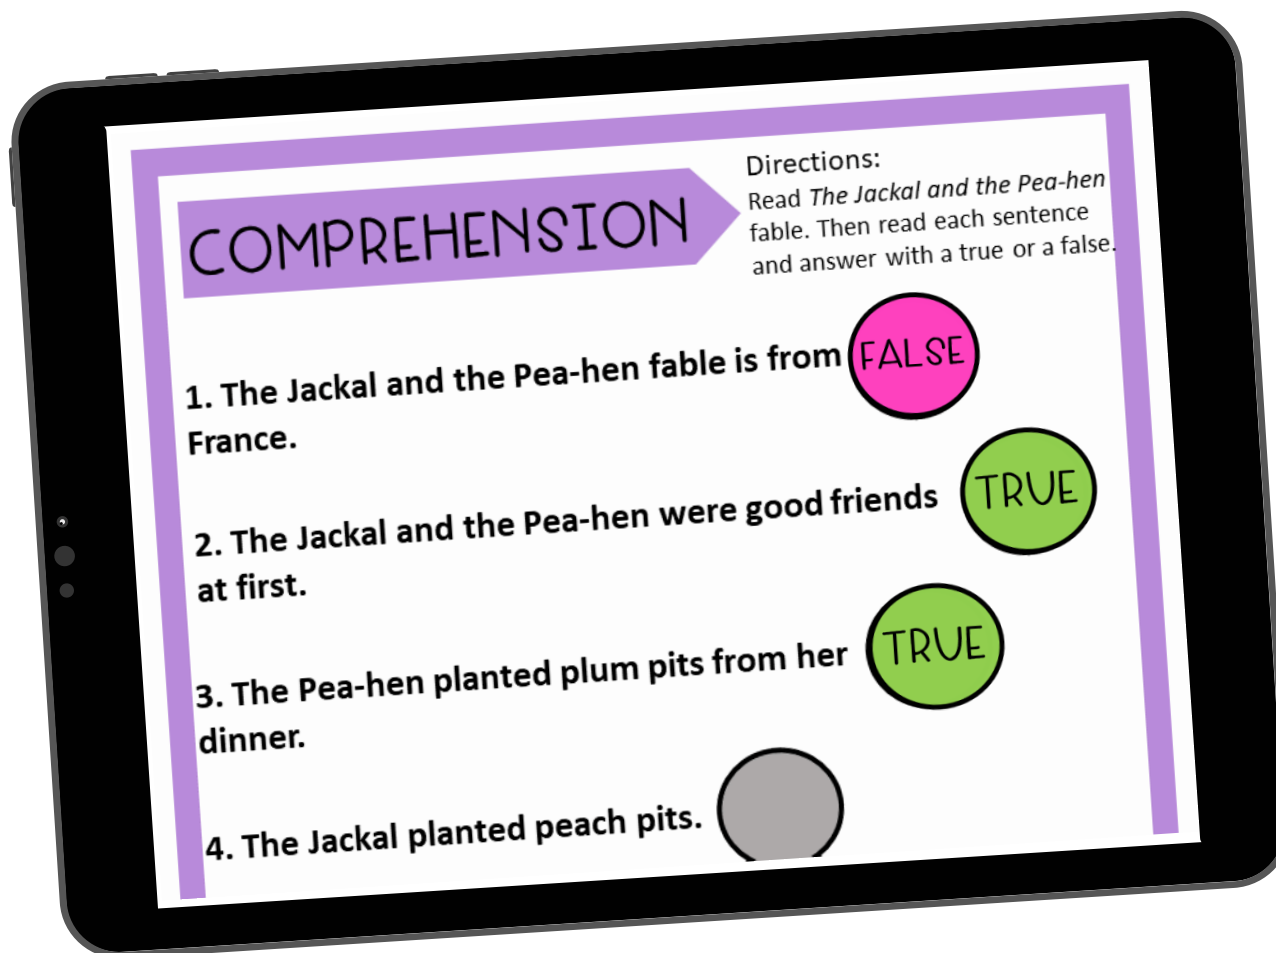 COMPREHENSION
Directions:
Read The Jackal and the Pea-hen
fable. Then read each sentence
and answer with a true or a false.
1. The Jackal and the Pea-hen fable is from
France.
FALSE
2. The Jackal and the Pea-hen were good friends
at first.
TRUE
3. The Pea-hen planted plum pits from her
dinner.
TRUE
4. The Jackal planted peach pits.